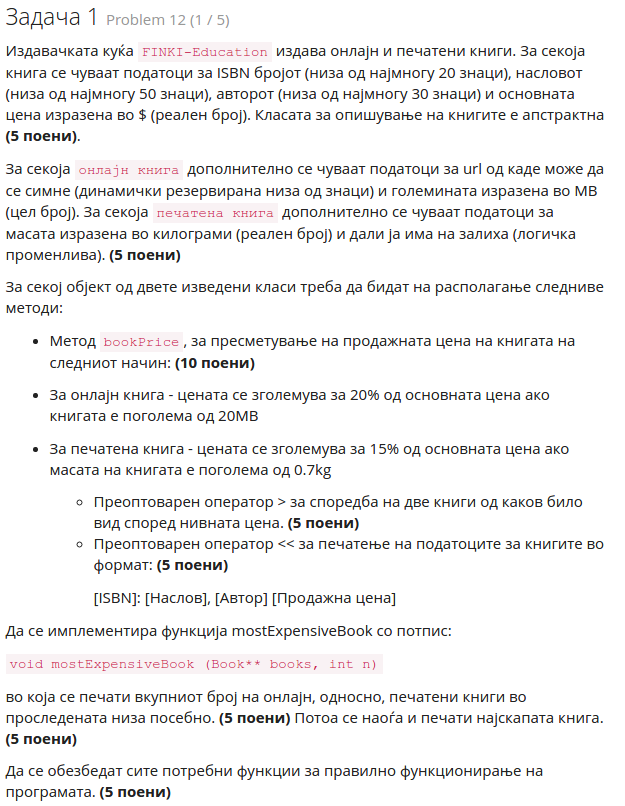 Задача 1 Problem 12 (1 / 5)
Издавачката куќа FINKI-Education издава онлајн и печатени книги. За секоја
книга се чуваат податоци за ISBN бројот (низа од најмногу 20 знаци), насловот
(низа од најмногу 50 знаци), авторот (низа од најмногу 30 знаци) и основната
цена изразена во $ (реален број). Класата за опишување на книгите е апстрактна
(5 поени).
За секоја онлајн книга дополнително се чуваат податоци за url од каде може да
се симне (динамички резервирана низа од знаци) и големината изразена во MB
(цел број). За секоја печатена книга дополнително се чуваат податоци за
масата изразена во килограми (реален број) и дали ја има на залиха (логичка
променлива). (5 поени)
За секој објект од двете изведени класи треба да бидат на располагање следниве
методи:
• Метод bookPrice, за пресметување на продажната цена на книгата на
следниот начин: (10 поени)
• За онлајн книга - цената се зголемува за 20% од основната цена ако
книгата е поголема од 20MB
• За печатена книга - цената се зголемува за 15% од основната цена ако
масата на книгата е поголема од 0.7kg
◦ Преоптоварен оператор > за споредба на две книги од каков било
вид според нивната цена. (5 поени)
◦ Преоптоварен оператор << за печатење на податоците за книгите во
формат: (5 поени)
[ISBN]: [Наслов], [Автор] [Продажна цена]
Да се имплементира функција mostExpensiveBook со потпис:
void mostExpensiveBook (Book** books, int n)
во која се печати вкупниот број на онлајн, односно, печатени книги во
проследената низа посебно. (5 поени) Потоа се наоѓа и печати најскапата книга.
(5 поени)
Да се обезбедат сите потребни функции за правилно функционирање на
програмата. (5 поени)